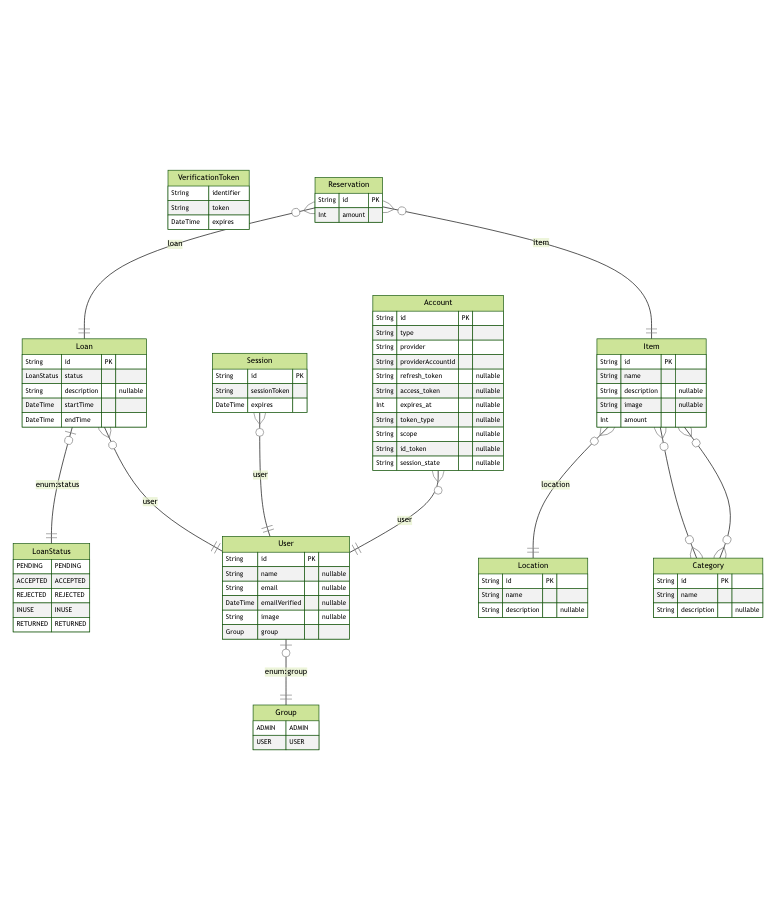 VerificationToken
String identifier
String token
DateTime expires
Reservation
String id PK
Int amount
loan
item
Account
String id PK
String type
String provider
String providerAccountId
String refresh_token nullable
String access_token nullable
Int expires_at nullable
String token_type nullable
String scope nullable
String id_token nullable
String session_state nullable
Loan
String id PK
LoanStatus status
String description nullable
DateTime startTime
DateTime endTime
Session
String id PK
String sessionToken
DateTime expires
Item
String id PK
String name
String description nullable
String image nullable
Int amount
enum:status
user
user
user
location
LoanStatus
PENDING PENDING
ACCEPTED ACCEPTED
REJECTED REJECTED
INUSE INUSE
RETURNED RETURNED
User
String id PK
String name nullable
String email nullable
DateTime emailVerified nullable
String image nullable
Group group
Location
String id PK
String name
String description nullable
Category
String id PK
String name
String description nullable
enum:group
Group
ADMIN ADMIN
USER USER